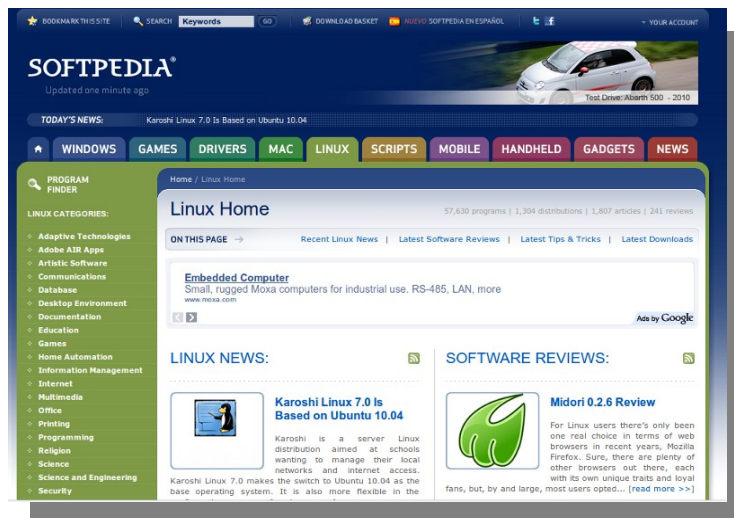 BOOKMARK THIS SITE
SEARCH Keywords GO
DOWNLOAD BASKET
NUEVO SOFTPEDIA EN ESPAÑOL
YOUR ACCOUNT
SOFTPEDIA®
Updated one minute ago
Test Drive: Abarth 500 - 2010
TODAY'S NEWS: Karoshi Linux 7.0 Is Based on Ubuntu 10.04
WINDOWS GAMES DRIVERS MAC LINUX SCRIPTS MOBILE HANDHELD GADGETS NEWS
PROGRAM
FINDER
LINUX CATEGORIES:
Adaptive Technologies
Adobe AIR Apps
Artistic Software
Communications
Database
Desktop Environment
Documentation
Education
Games
Home Automation
Information Management
Internet
Multimedia
Office
Printing
Programming
Religion
Science
Science and Engineering
Security
Home / Linux Home
Linux Home
57,630 programs | 1,304 distributions | 1,807 articles | 241 reviews
ON THIS PAGE
Recent Linux News | Latest Software Reviews | Latest Tips & Tricks | Latest Downloads
Embedded Computer
Small, rugged Moxa computers for industrial use. RS-485, LAN, more
www.moxa.com
Ads by Google
LINUX NEWS:
Karoshi Linux 7.0 Is
Based on Ubuntu 10.04
Karoshi is a server Linux
distribution aimed at schools
wanting to manage their local
networks and internet access.
Karoshi Linux 7.0 makes the switch to Ubuntu 10.04 as the
base operating system. It is also more flexible in the
SOFTWARE REVIEWS:
Midori 0.2.6 Review
For Linux users there's only been
one real choice in terms of web
browsers in recent years, Mozilla
Firefox. Sure, there are plenty of
other browsers out there, each
with its own unique traits and loyal
fans, but, by and large, most users opted... [read more >>]